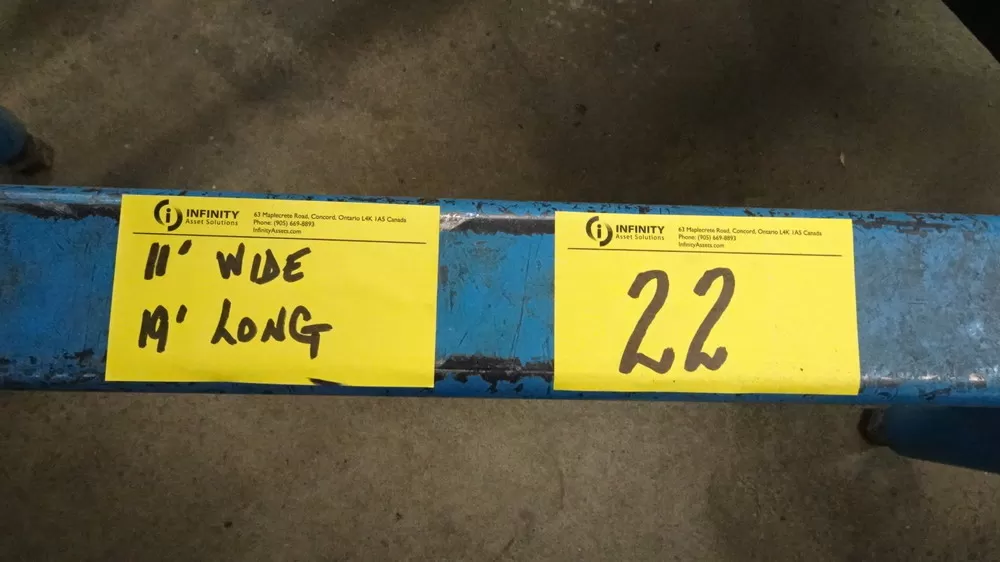 INFINITY
Asset Solutions
63 Maplecrete Road, Concord, Ontario L4K 1A5 Canada
Phone: (905) 669-8893
InfinityAssets.com
11' WIDE
19' LONG
INFINITY
Asset Solutions
63 Maplecrete Road, Concord, Ontario L4K 1A5 Canada
Phone: (905) 669-8893
InfinityAssets.com
22